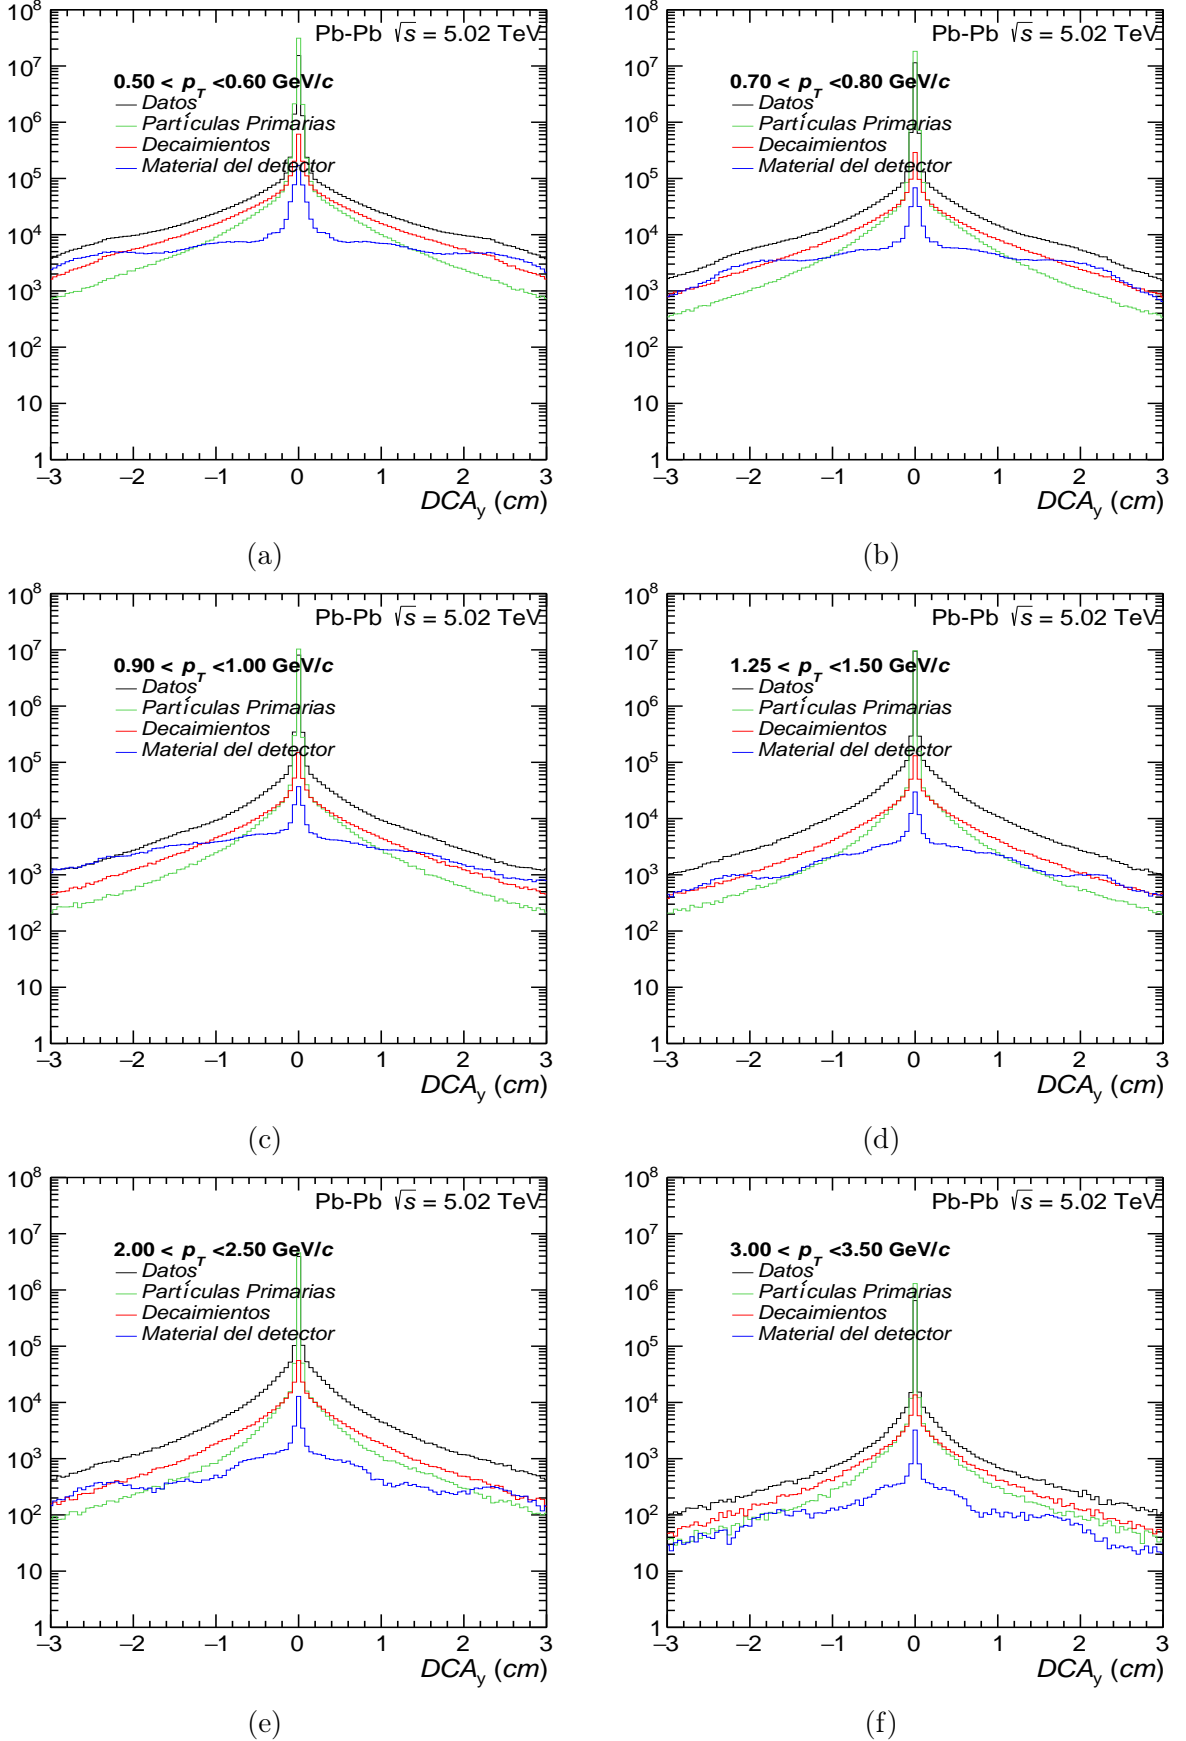 10⁸
Pb-Pb √s = 5.02 TeV
10⁷
0.50 < p_T <0.60 GeV/c
Datos
10⁶
Partículas Primarias
Decaimientos
10⁵
Material del detector
10⁴
10³
10²
10
1
−3 −2 −1 0 1 2 3
DCA_y (cm)
(a)
10⁸
Pb-Pb √s = 5.02 TeV
10⁷
0.70 < p_T <0.80 GeV/c
Datos
10⁶
Partículas Primarias
Decaimientos
10⁵
Material del detector
10⁴
10³
10²
10
1
−3 −2 −1 0 1 2 3
DCA_y (cm)
(b)
10⁸
Pb-Pb √s = 5.02 TeV
10⁷
0.90 < p_T <1.00 GeV/c
Datos
10⁶
Partículas Primarias
Decaimientos
10⁵
Material del detector
10⁴
10³
10²
10
1
−3 −2 −1 0 1 2 3
DCA_y (cm)
(c)
10⁸
Pb-Pb √s = 5.02 TeV
10⁷
1.25 < p_T <1.50 GeV/c
Datos
10⁶
Partículas Primarias
Decaimientos
10⁵
Material del detector
10⁴
10³
10²
10
1
−3 −2 −1 0 1 2 3
DCA_y (cm)
(d)
10⁸
Pb-Pb √s = 5.02 TeV
10⁷
2.00 < p_T <2.50 GeV/c
Datos
10⁶
Partículas Primarias
Decaimientos
10⁵
Material del detector
10⁴
10³
10²
10
1
−3 −2 −1 0 1 2 3
DCA_y (cm)
(e)
10⁸
Pb-Pb √s = 5.02 TeV
10⁷
3.00 < p_T <3.50 GeV/c
Datos
10⁶
Partículas Primarias
Decaimientos
10⁵
Material del detector
10⁴
10³
10²
10
1
−3 −2 −1 0 1 2 3
DCA_y (cm)
(f)